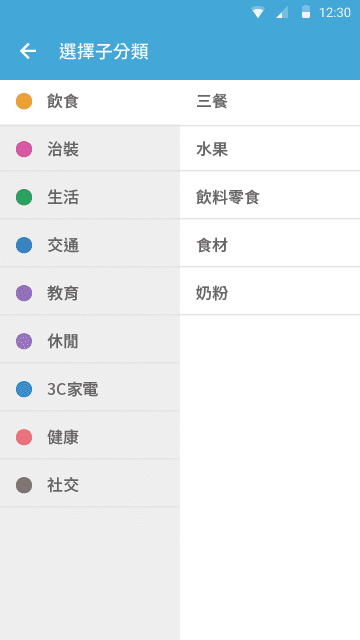 12:30
選擇子分類
飲食
治裝
生活
交通
教育
休閒
3C家電
健康
社交
三餐
水果
飲料零食
食材
奶粉